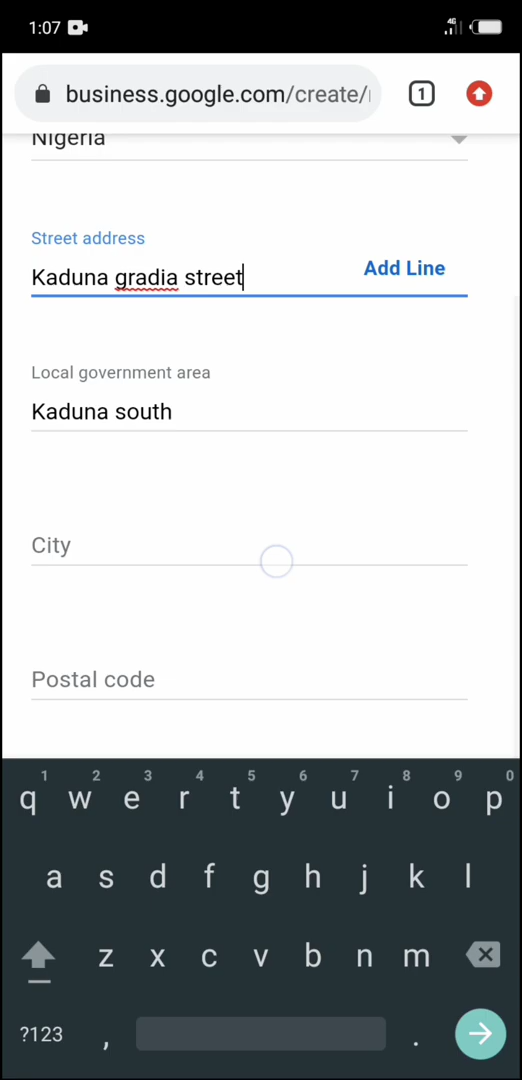 1:07
4G
business.google.com/create/
1
Nigeria
Street address
Kaduna gradia street
Add Line
Local government area
Kaduna south
City
Postal code
1 2 3 4 5 6 7 8 9 0
q w e r t y u i o p
a s d f g h j k l
z x c v b n m
?123 , .